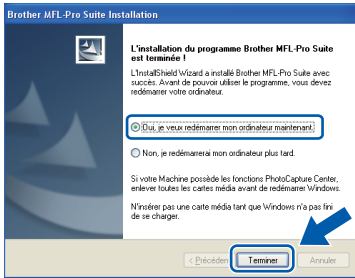 Brother MFL-Pro Suite Installation
L'installation du programme Brother MFL-Pro Suite
est terminée !
L'InstallShield Wizard a installé Brother MFL-Pro Suite avec
succès. Avant de pouvoir utiliser le programme, vous devez
redémarrer votre ordinateur.
Oui, je veux redémarrer mon ordinateur maintenant.
Non, je redémarrerai mon ordinateur plus tard.
Si votre Machine possède les fonctions PhotoCapture Center,
enlever toutes les cartes média avant de redémarrer Windows.
N'insérer pas une carte média tant que Windows n'a pas fini
de se charger.
< Précéden Terminer Annuler